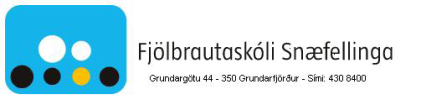 Fjölbrautaskóli Snæfellinga
Grundargötu 44 - 350 Grundarfjörður - Sími: 430 8400